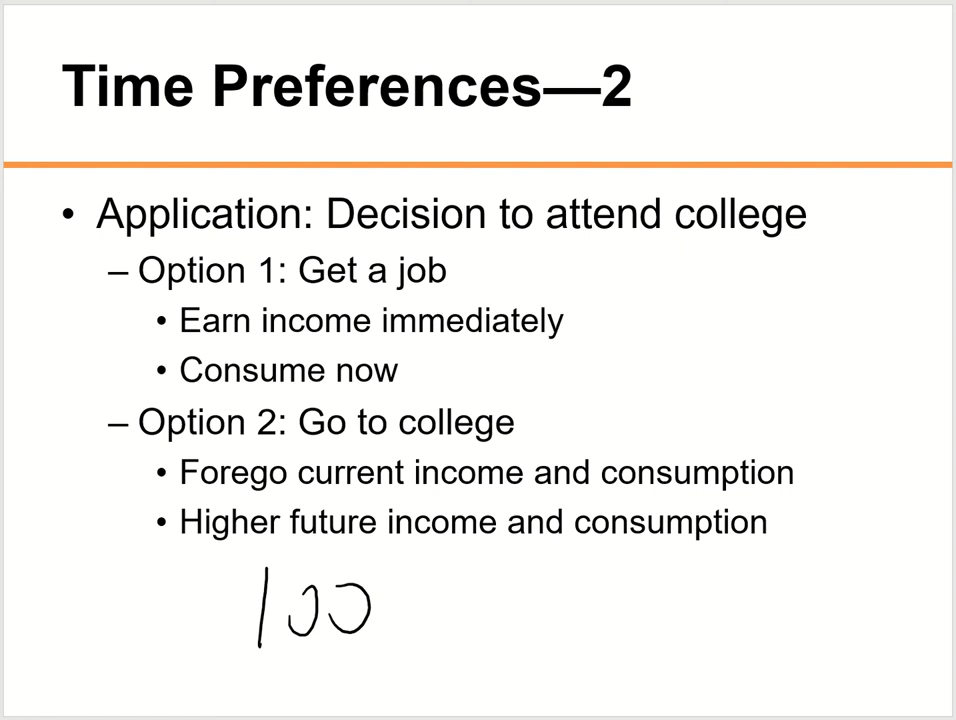 Time Preferences—2
• Application: Decision to attend college
– Option 1: Get a job
• Earn income immediately
• Consume now
– Option 2: Go to college
• Forego current income and consumption
• Higher future income and consumption
100